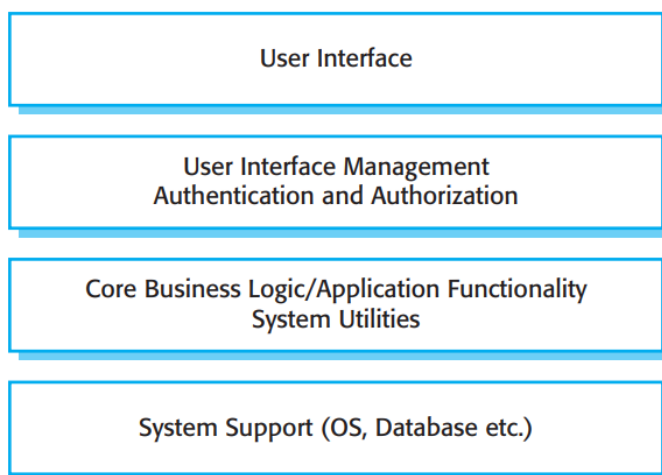 User Interface
User Interface Management
Authentication and Authorization
Core Business Logic/Application Functionality
System Utilities
System Support (OS, Database etc.)